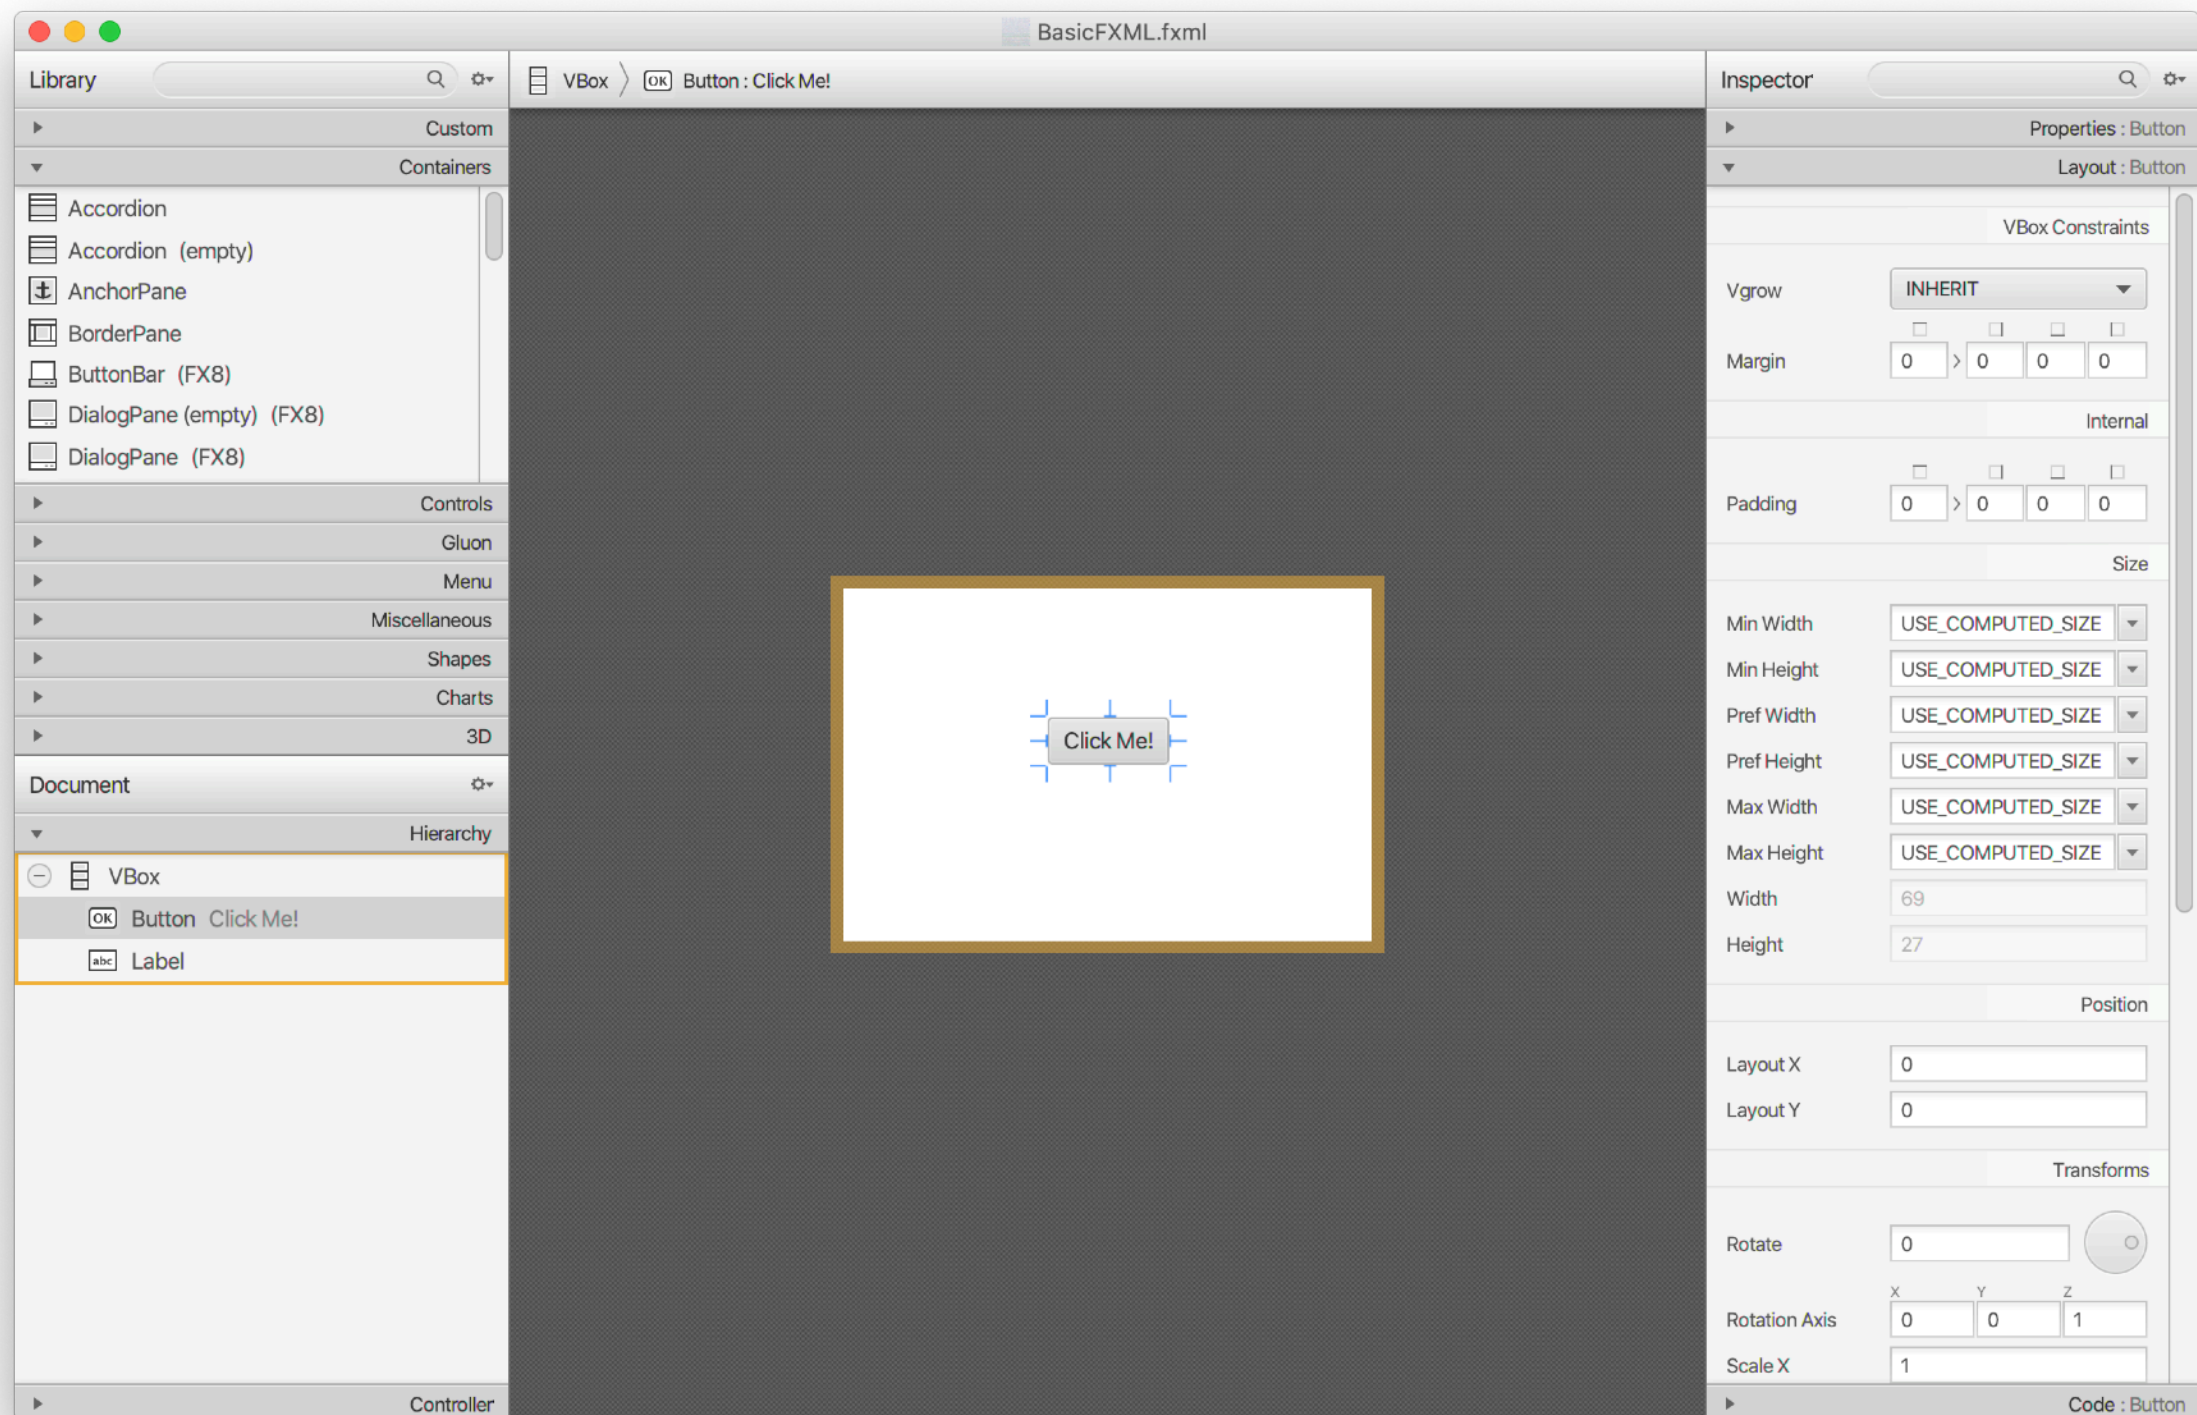 BasicFXML.fxml
Library
VBox
OK Button : Click Me!
Inspector
Custom
Containers
Accordion
Accordion (empty)
AnchorPane
BorderPane
ButtonBar (FX8)
DialogPane (empty) (FX8)
DialogPane (FX8)
Controls
Gluon
Menu
Miscellaneous
Shapes
Charts
3D
Document
Hierarchy
VBox
OK Button Click Me!
abc Label
Controller
Click Me!
Properties : Button
Layout : Button
VBox Constraints
Vgrow INHERIT
Margin 0 > 0 0 0
Internal
Padding 0 > 0 0 0
Size
Min Width USE_COMPUTED_SIZE
Min Height USE_COMPUTED_SIZE
Pref Width USE_COMPUTED_SIZE
Pref Height USE_COMPUTED_SIZE
Max Width USE_COMPUTED_SIZE
Max Height USE_COMPUTED_SIZE
Width 69
Height 27
Position
Layout X 0
Layout Y 0
Transforms
Rotate 0
X Y Z
Rotation Axis 0 0 1
Scale X 1
Code : Button